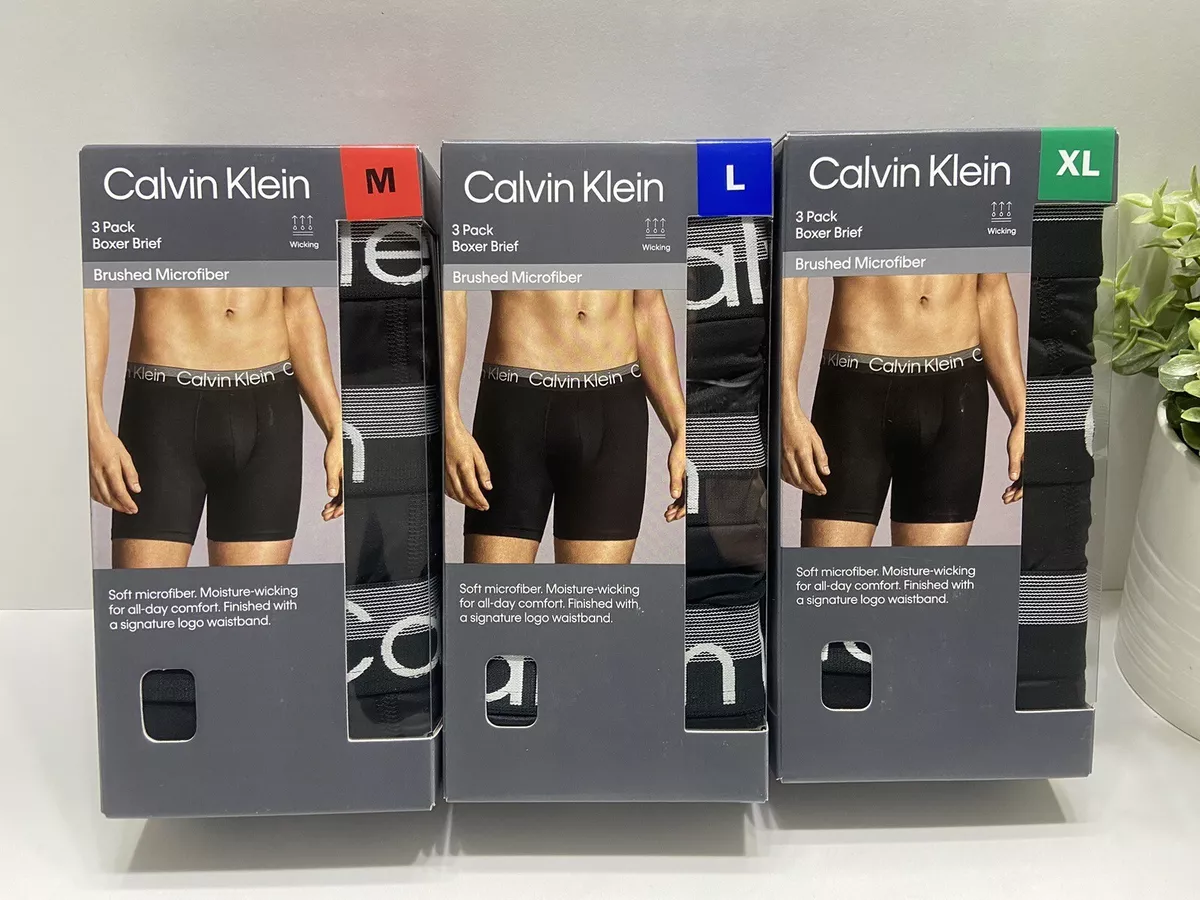 Calvin Klein
M
3 Pack
Boxer Brief
Wicking
Brushed Microfiber
Klein Calvin Klein C
Soft microfiber. Moisture-wicking
for all-day comfort. Finished with
a signature logo waistband.
Calvin Klein
L
3 Pack
Boxer Brief
Wicking
Brushed Microfiber
Klein Calvin Klein C
Soft microfiber. Moisture-wicking
for all-day comfort. Finished with
a signature logo waistband.
Calvin Klein
XL
3 Pack
Boxer Brief
Wicking
Brushed Microfiber
Klein Calvin Klein C
Soft microfiber. Moisture-wicking
for all-day comfort. Finished with
a signature logo waistband.